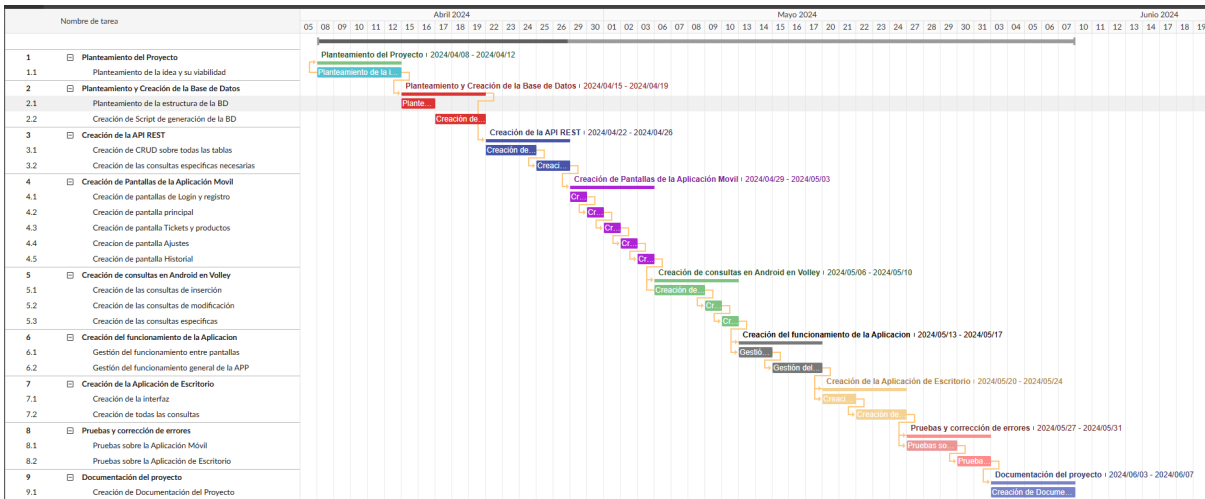 Nombre de tarea
Abril 2024 Mayo 2024 Junio 2024
05 08 09 10 11 12 15 16 17 18 19 22 23 24 25 26 29 30 01 02 03 06 07 08 09 10 13 14 15 16 17 20 21 22 23 24 27 28 29 30 31 03 04 05 06 07 10 11 12 13 14 17 18 19
1 Planteamiento del Proyecto Planteamiento del Proyecto 2024/04/08 - 2024/04/12
1.1 Planteamiento de la idea y su viabilidad Planteamiento de la i...
2 Planteamiento y Creación de la Base de Datos Planteamiento y Creación de la Base de Datos 2024/04/15 - 2024/04/19
2.1 Planteamiento de la estructura de la BD Plante...
2.2 Creación de Script de generación de la BD Creación de...
3 Creación de la API REST Creación de la API REST 2024/04/22 - 2024/04/26
3.1 Creación de CRUD sobre todas las tablas Creación de...
3.2 Creación de las consultas especificas necesarias Creaci...
4 Creación de Pantallas de la Aplicación Movil Creación de Pantallas de la Aplicación Movil 2024/04/29 - 2024/05/03
4.1 Creación de pantallas de Login y registro Cr...
4.2 Creacion de pantalla principal Cr...
4.3 Creacion de pantalla Tickets y productos Cr...
4.4 Creacion de pantalla Ajustes Cr...
4.5 Creacion de pantalla Historial Cr...
5 Creación de consultas en Android en Volley Creación de consultas en Android en Volley 2024/05/06 - 2024/05/10
5.1 Creación de las consultas de inserción Creación de...
5.2 Creación de las consultas de modificación Cr...
5.3 Creación de las consultas especificas Cr...
6 Creación del funcionamiento de la Aplicacion Creación del funcionamiento de la Aplicacion 2024/05/13 - 2024/05/17
6.1 Gestión del funcionamiento entre pantallas Gestió...
6.2 Gestión del funcionamiento general de la APP Gestión del...
7 Creación de la Aplicación de Escritorio Creación de la Aplicación de Escritorio 2024/05/20 - 2024/05/24
7.1 Creación de la interfaz Creaci...
7.2 Creación de todas las consultas Creación de...
8 Pruebas y corrección de errores Pruebas y corrección de errores 2024/05/27 - 2024/05/31
8.1 Pruebas sobre la Aplicación Móvil Pruebas so...
8.2 Pruebas sobre la Aplicación de Escritorio Prueba...
9 Documentación del proyecto Documentación del proyecto 2024/06/03 - 2024/06/07
9.1 Creación de Documentación del Proyecto Creación de Docume...